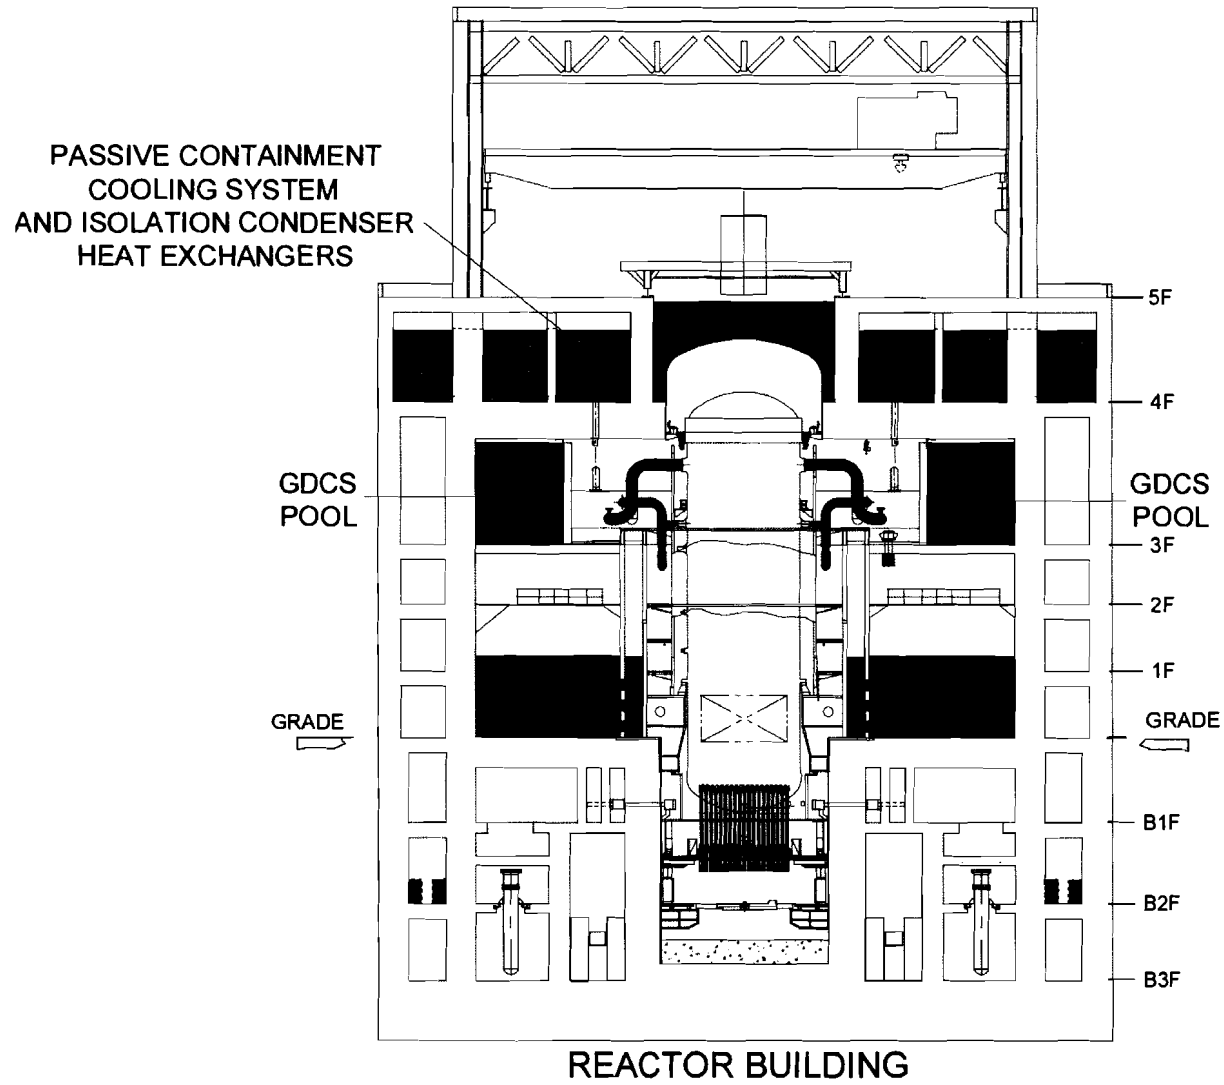 PASSIVE CONTAINMENT
COOLING SYSTEM
AND ISOLATION CONDENSER
HEAT EXCHANGERS
5F
4F
GDCS
POOL
GDCS
POOL
3F
2F
1F
GRADE
GRADE
B1F
B2F
B3F
REACTOR BUILDING